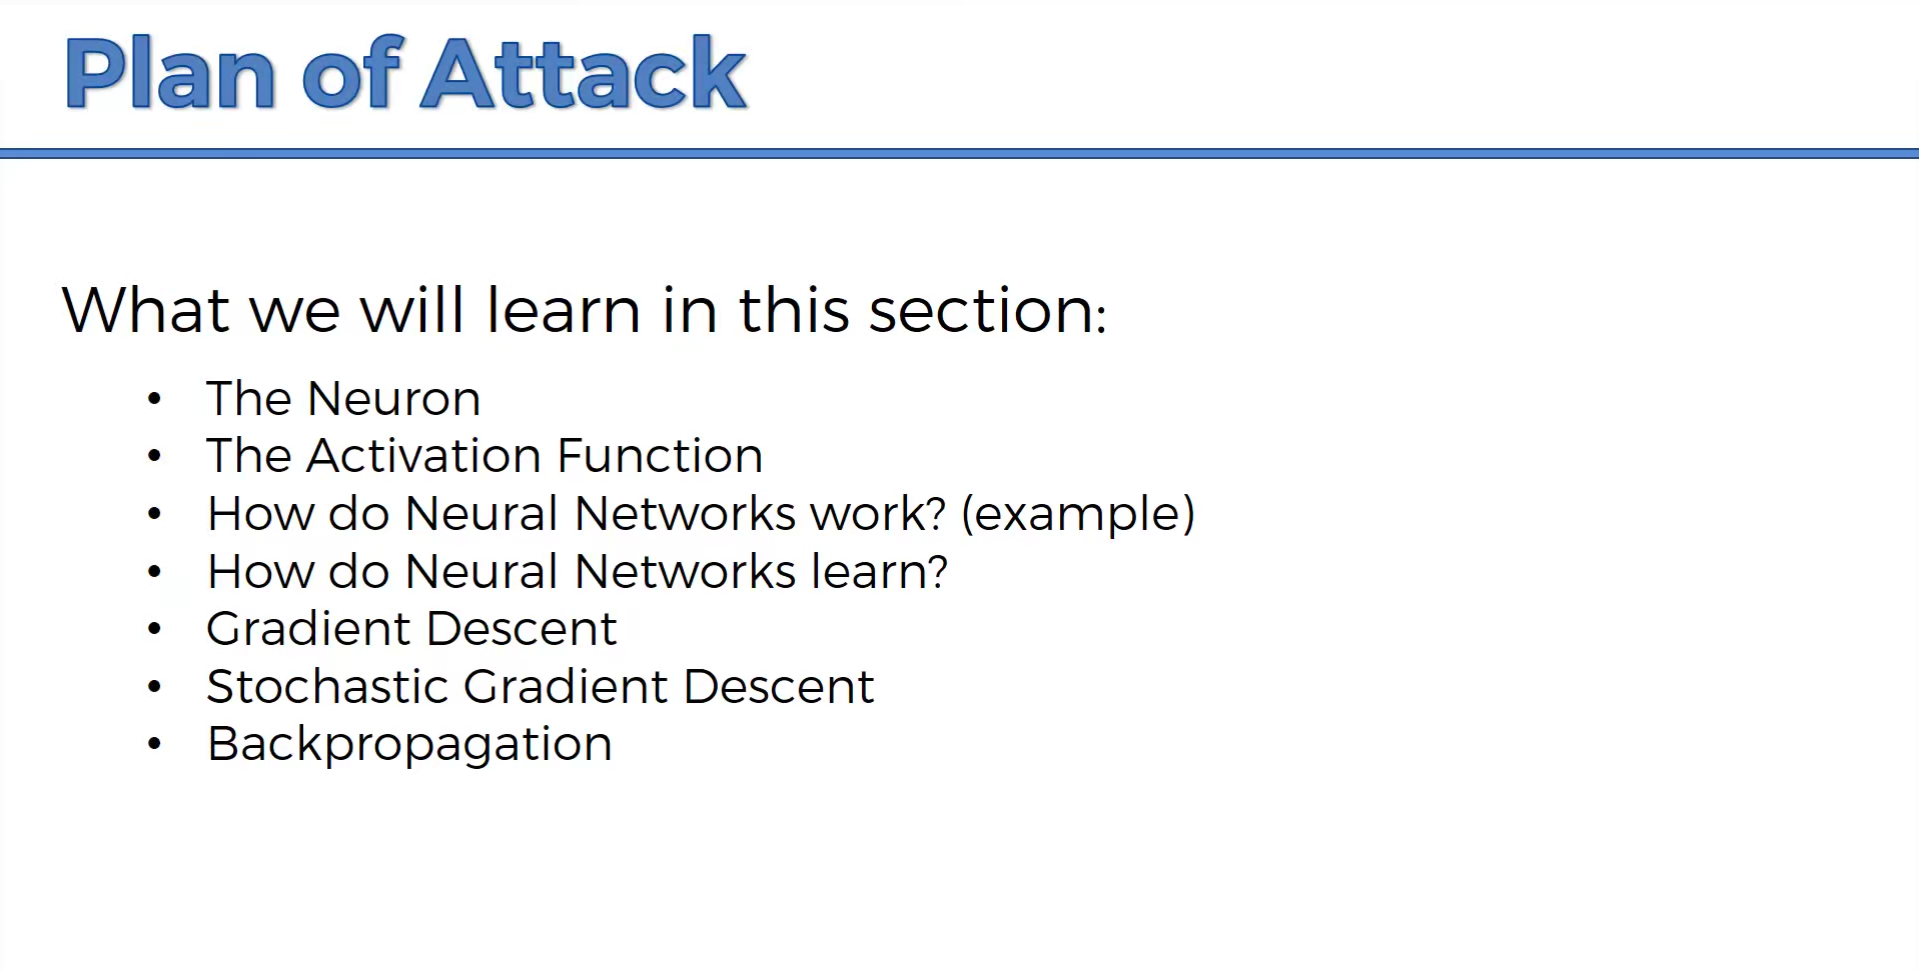 Plan of Attack
What we will learn in this section:
• The Neuron
• The Activation Function
• How do Neural Networks work? (example)
• How do Neural Networks learn?
• Gradient Descent
• Stochastic Gradient Descent
• Backpropagation